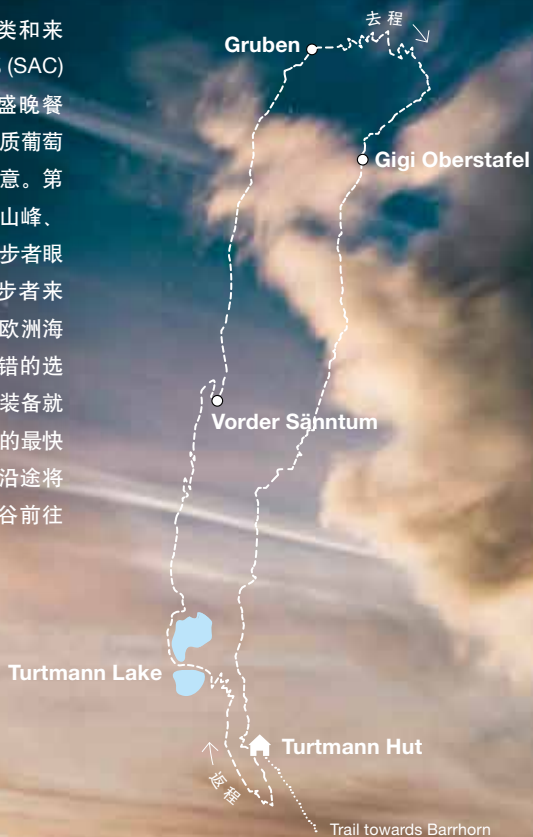 类和来
(SAC)
盛晚餐
质葡萄
意。第
山峰、
步者眼
步者来
欧洲海
错的选
装备就
的最快
沿途将
谷前往
去程
Gruben
Gigi Oberstafel
Vorder Sänntum
Turtmann Lake
Turtmann Hut
返程
Trail towards Barrhorn